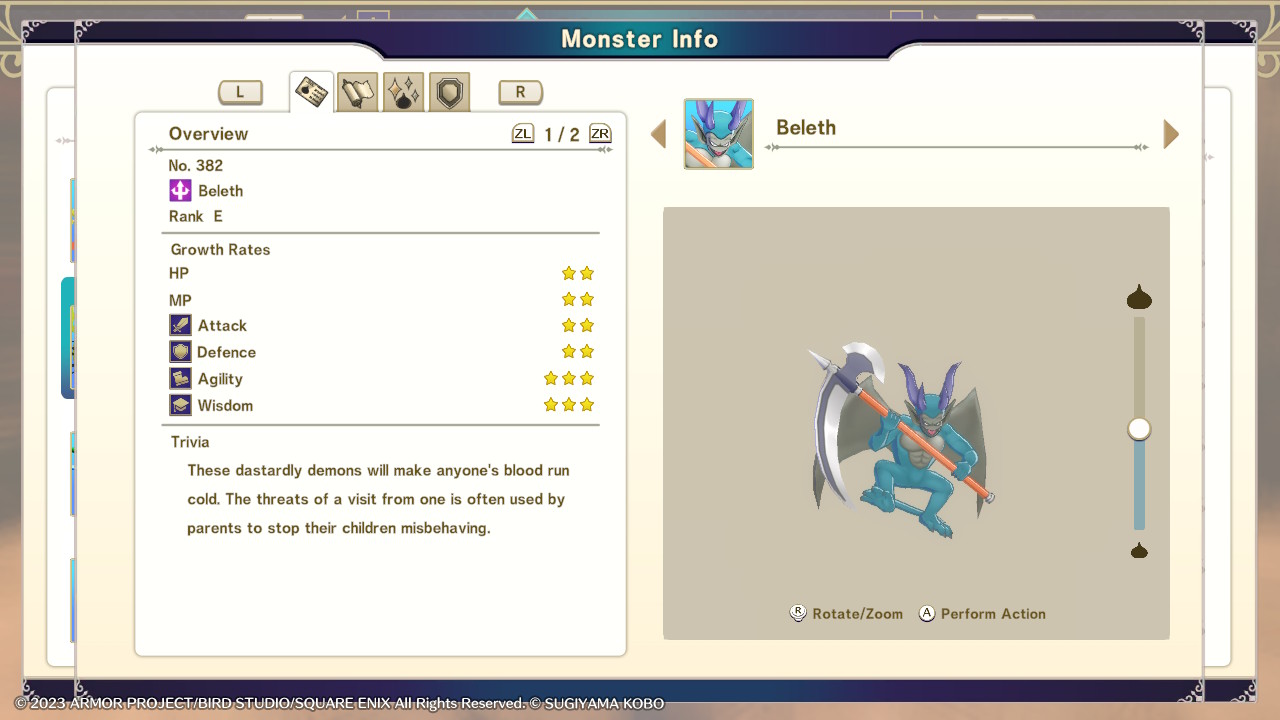 Monster Info
L
R
Overview
ZL 1 / 2 ZR
No. 382
Beleth
Rank E
Growth Rates
HP
MP
Attack
Defence
Agility
Wisdom
Trivia
These dastardly demons will make anyone's blood run
cold. The threats of a visit from one is often used by
parents to stop their children misbehaving.
Beleth
R Rotate/Zoom A Perform Action
© 2023 ARMOR PROJECT/BIRD STUDIO/SQUARE ENIX All Rights Reserved. © SUGIYAMA KOBO